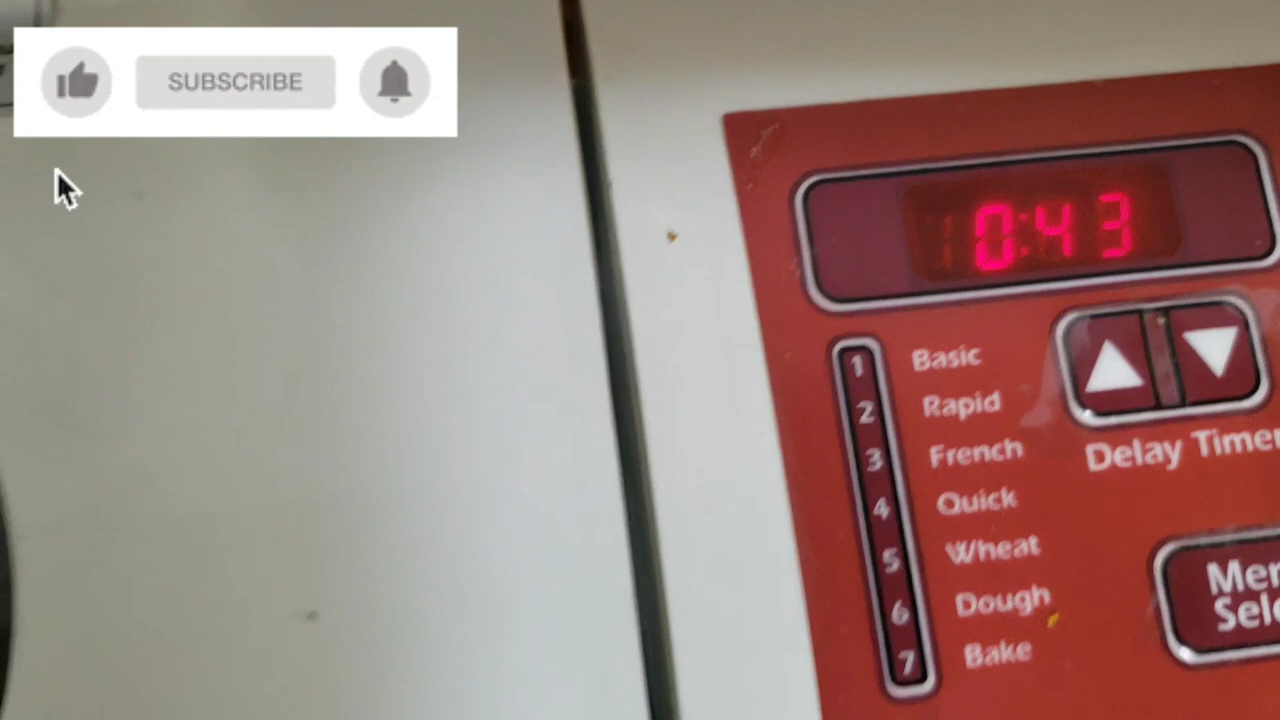 SUBSCRIBE
0:43
1 Basic
2 Rapid
3 French
4 Quick
5 Wheat
6 Dough
7 Bake
Delay Timer